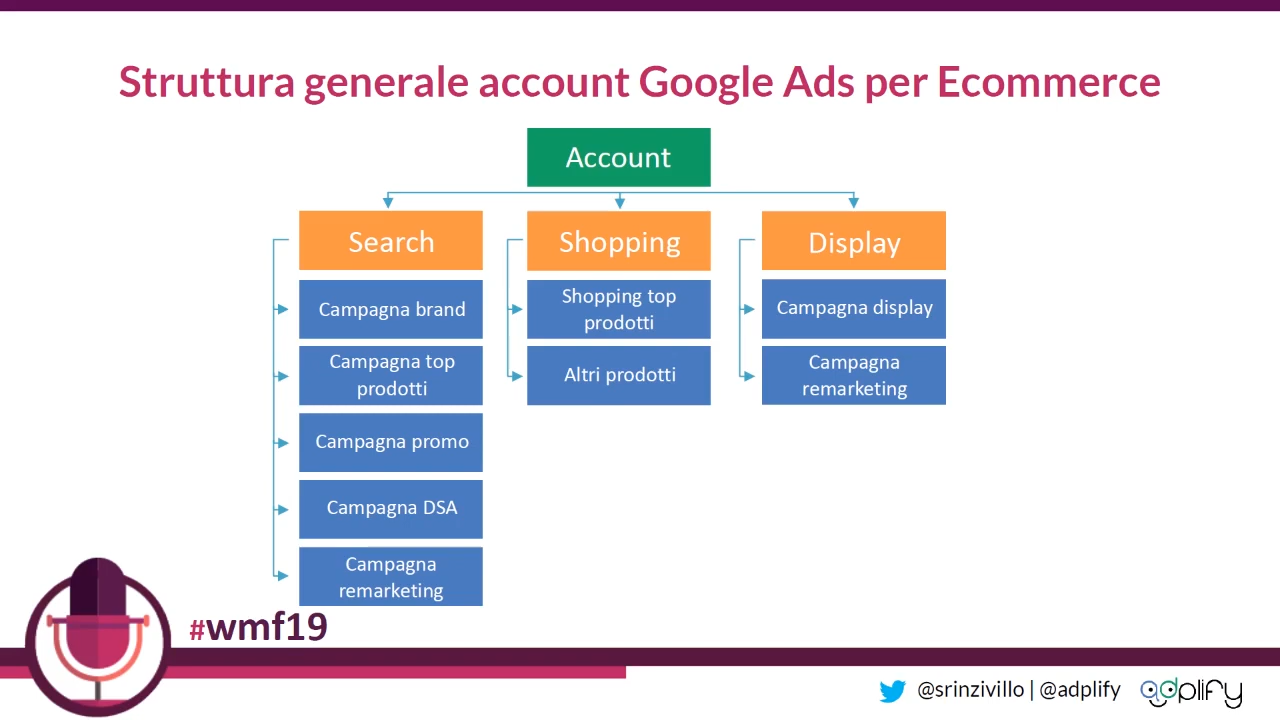 Struttura generale account Google Ads per Ecommerce
Account
Search
Campagna brand
Campagna top
prodotti
Campagna promo
Campagna DSA
Campagna
remarketing
Shopping
Shopping top
prodotti
Altri prodotti
Display
Campagna display
Campagna
remarketing
#wmf19
@srinzivillo | @adplify
adplify